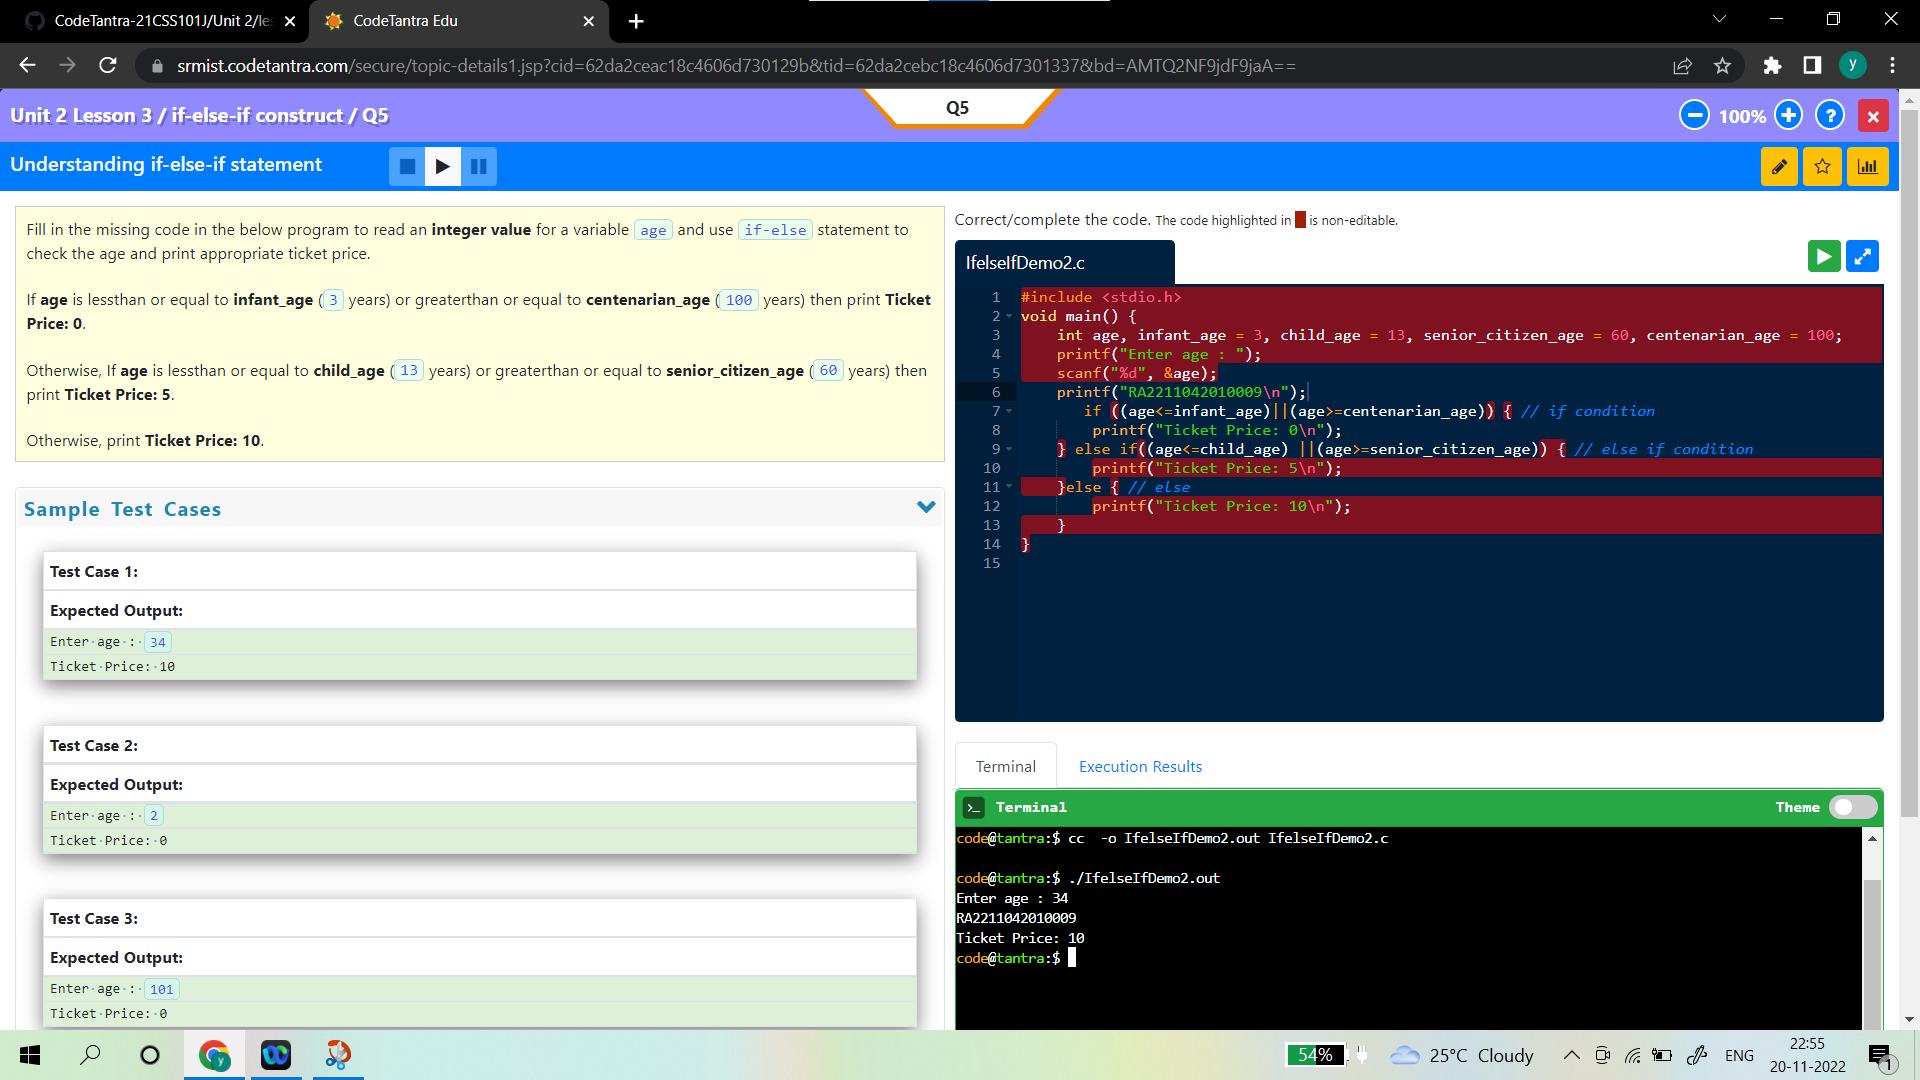 CodeTantra-21CSS101J/Unit 2/les
CodeTantra Edu
srmist.codetantra.com/secure/topic-details1.jsp?cid=62da2ceac18c4606d730129b&tid=62da2cebc18c4606d7301337&bd=AMTQ2NF9jdF9jaA==
y
Unit 2 Lesson 3 / if-else-if construct / Q5
Q5
100%
?
Understanding if-else-if statement
Fill in the missing code in the below program to read an integer value for a variable age and use if-else statement to
check the age and print appropriate ticket price.
If age is lessthan or equal to infant_age (3 years) or greaterthan or equal to centenarian_age (100 years) then print Ticket
Price: 0.
Otherwise, If age is lessthan or equal to child_age (13 years) or greaterthan or equal to senior_citizen_age (60 years) then
print Ticket Price: 5.
Otherwise, print Ticket Price: 10.
Sample Test Cases
Test Case 1:
Expected Output:
Enter·age·:·34
Ticket·Price:·10
Test Case 2:
Expected Output:
Enter·age·:·2
Ticket·Price:·0
Test Case 3:
Expected Output:
Enter·age·:·101
Ticket·Price:·0
Correct/complete the code. The code highlighted in is non-editable.
IfelseIfDemo2.c
1 #include <stdio.h>
2 void main() {
3 int age, infant_age = 3, child_age = 13, senior_citizen_age = 60, centenarian_age = 100;
4 printf("Enter age : ");
5 scanf("%d", &age);
6 printf("RA2211042010009\n");
7 if ((age<=infant_age)||(age>=centenarian_age)) { // if condition
8 printf("Ticket Price: 0\n");
9 } else if((age<=child_age) ||(age>=senior_citizen_age)) { // else if condition
10 printf("Ticket Price: 5\n");
11 }else { // else
12 printf("Ticket Price: 10\n");
13 }
14 }
15
Terminal
Execution Results
Terminal
Theme
code@tantra:$ cc -o IfelseIfDemo2.out IfelseIfDemo2.c
code@tantra:$ ./IfelseIfDemo2.out
Enter age : 34
RA2211042010009
Ticket Price: 10
code@tantra:$
y
54%
25°C Cloudy
ENG
22:55
20-11-2022
1